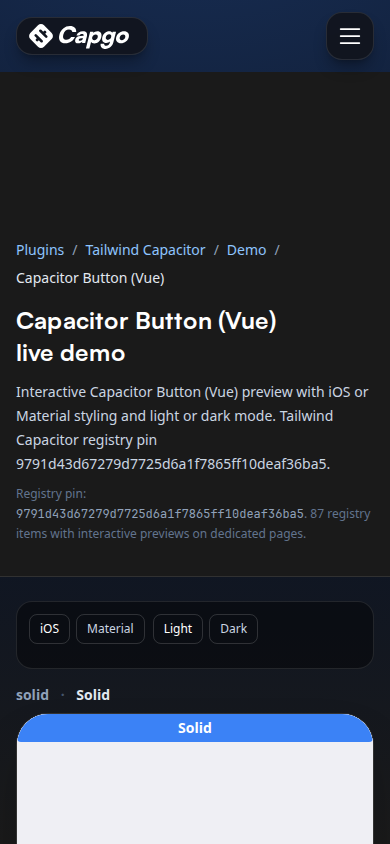 Capgo
Plugins / Tailwind Capacitor / Demo /
Capacitor Button (Vue)
Capacitor Button (Vue)
live demo
Interactive Capacitor Button (Vue) preview with iOS or
Material styling and light or dark mode. Tailwind
Capacitor registry pin
9791d43d67279d7725d6a1f7865ff10deaf36ba5.
Registry pin:
9791d43d67279d7725d6a1f7865ff10deaf36ba5. 87 registry
items with interactive previews on dedicated pages.
iOS Material Light Dark
solid · Solid
Solid